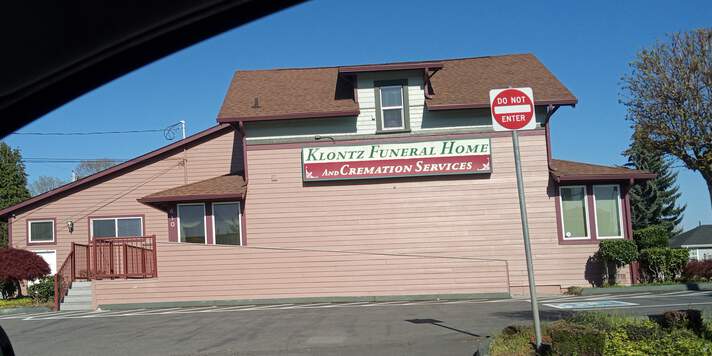 DO NOT
ENTER
KLONTZ FUNERAL HOME
AND CREMATION SERVICES